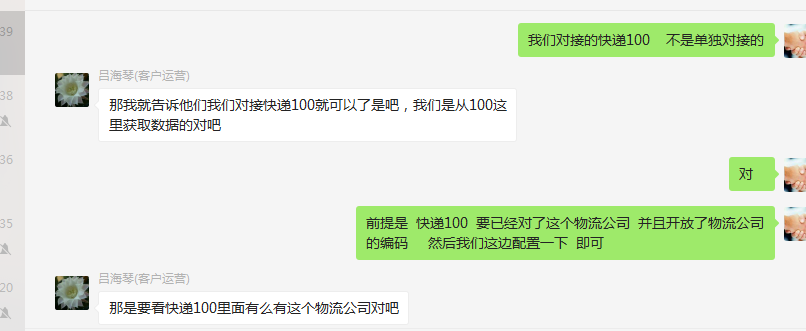 39
我们对接的快递100 不是单独对接的
吕海琴(客户运营)
38
那我就告诉他们我们对接快递100就可以了是吧，我们是从100这
里获取数据的对吧
36
对
35
前提是 快递100 要已经对了这个物流公司 并且开放了物流公司
的编码 然后我们这边配置一下 即可
吕海琴(客户运营)
20
那是要看快递100里面有么有这个物流公司对吧